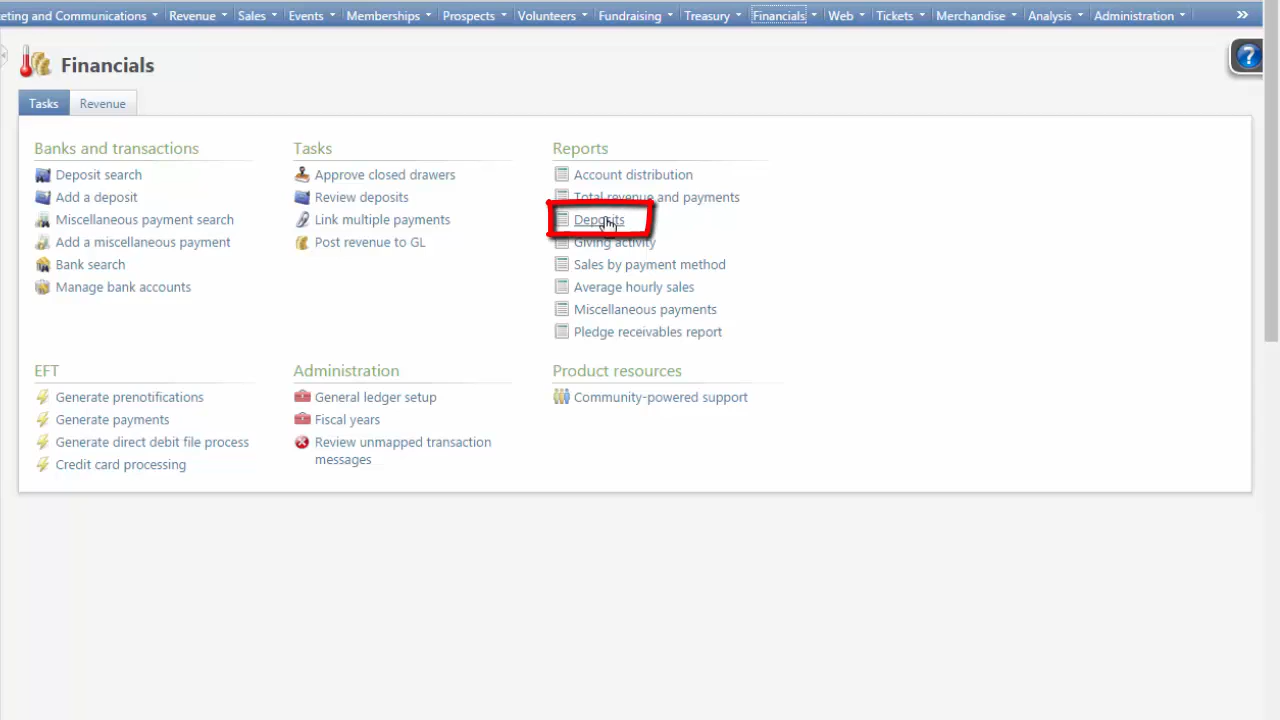 eting and Communications Revenue Sales Events Memberships Prospects Volunteers Fundraising Treasury Financials Web Tickets Merchandise Analysis Administration »
Financials
?
Tasks Revenue
Banks and transactions
Deposit search
Add a deposit
Miscellaneous payment search
Add a miscellaneous payment
Bank search
Manage bank accounts
Tasks
Approve closed drawers
Review deposits
Link multiple payments
Post revenue to GL
Reports
Account distribution
Total revenue and payments
Deposits
Giving activity
Sales by payment method
Average hourly sales
Miscellaneous payments
Pledge receivables report
EFT
Generate prenotifications
Generate payments
Generate direct debit file process
Credit card processing
Administration
General ledger setup
Fiscal years
Review unmapped transaction
messages
Product resources
Community-powered support